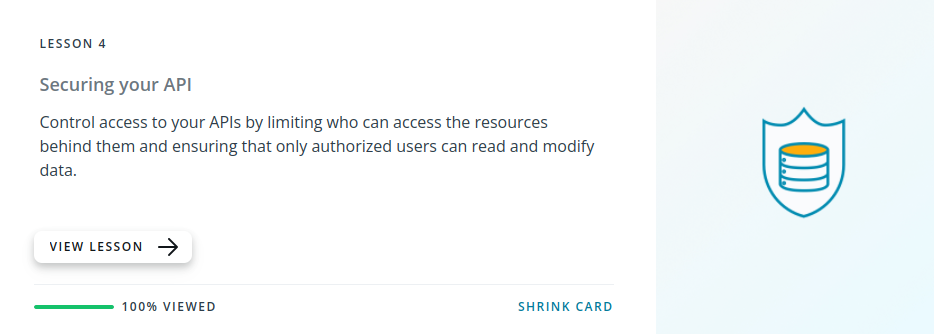 LESSON 4
Securing your API
Control access to your APIs by limiting who can access the resources
behind them and ensuring that only authorized users can read and modify
data.
VIEW LESSON
100% VIEWED
SHRINK CARD